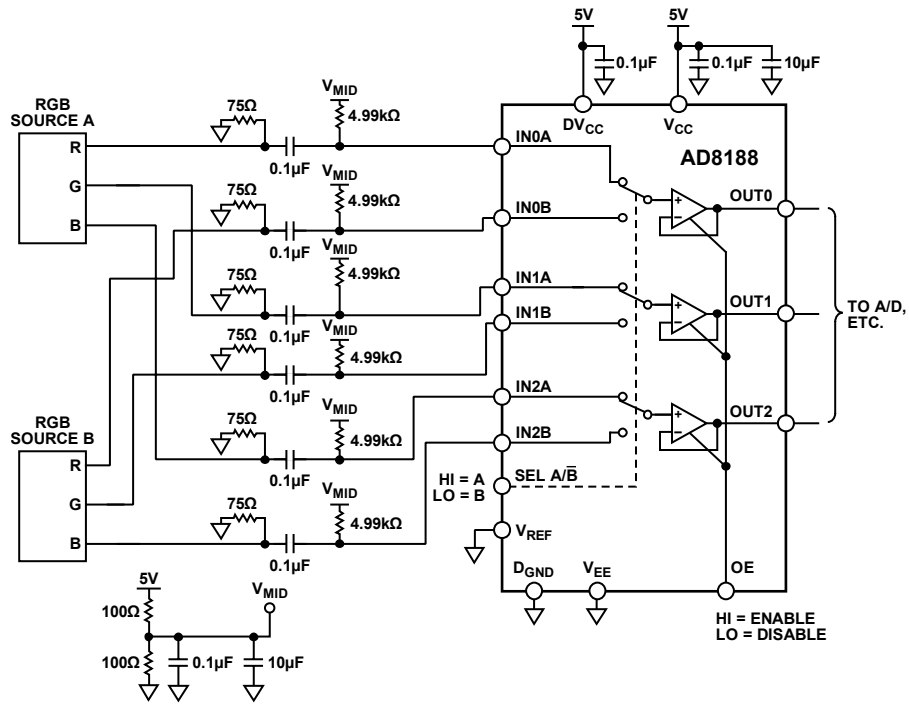 5V
5V
0.1µF
0.1µF
10µF
RGB
SOURCE A
R
G
B
75Ω
0.1µF
VMID
4.99kΩ
75Ω
0.1µF
VMID
4.99kΩ
75Ω
0.1µF
VMID
4.99kΩ
75Ω
0.1µF
VMID
4.99kΩ
75Ω
0.1µF
VMID
4.99kΩ
75Ω
0.1µF
VMID
4.99kΩ
RGB
SOURCE B
R
G
B
DVCC
VCC
AD8188
IN0A
IN0B
IN1A
IN1B
IN2A
IN2B
HI = A
LO = B
SEL A/B̅
VREF
DGND
VEE
OE
OUT0
OUT1
OUT2
TO A/D,
ETC.
HI = ENABLE
LO = DISABLE
5V
100Ω
100Ω
0.1µF
10µF
VMID